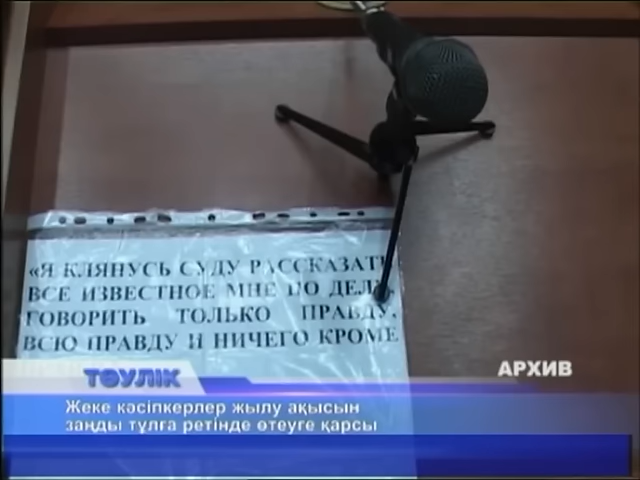 «Я КЛЯНУСЬ СУДУ РАССКАЗАТЬ
ВСЕ ИЗВЕСТНОЕ МНЕ ПО ДЕЛУ,
ГОВОРИТЬ ТОЛЬКО ПРАВДУ,
ВСЮ ПРАВДУ И НИЧЕГО КРОМЕ
ТӘУЛІК
АРХИВ
Жеке кәсіпкерлер жылу ақысын
заңды тұлға ретінде өтеуге қарсы